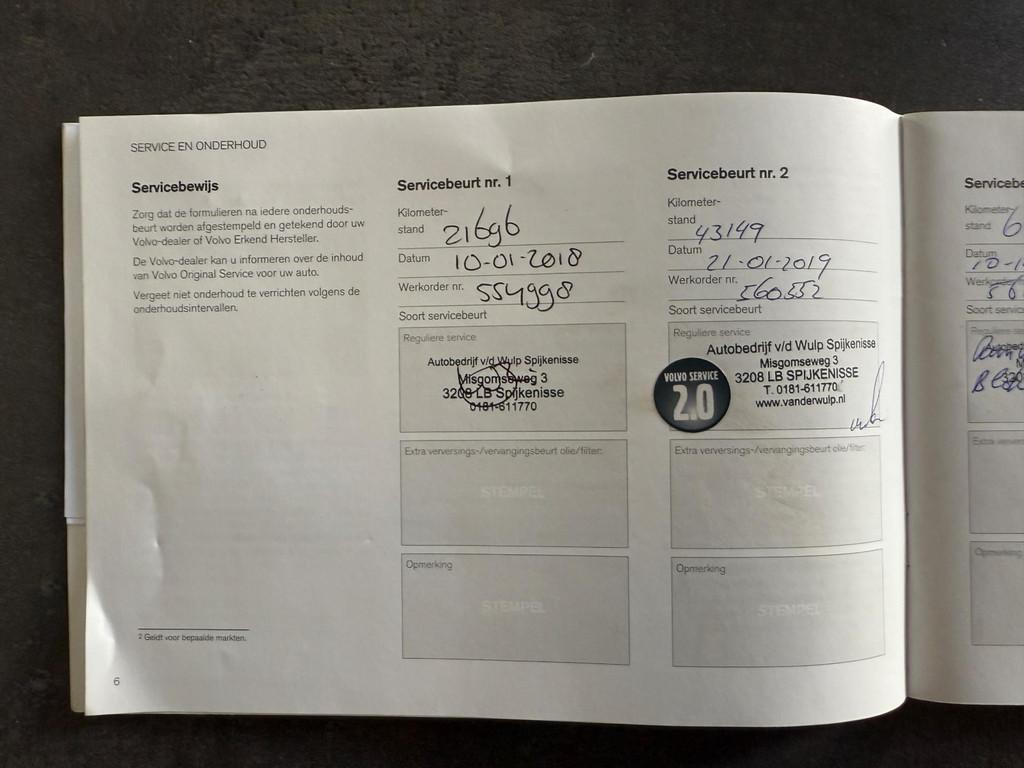 SERVICE EN ONDERHOUD
Servicebewijs
Zorg dat de formulieren na iedere onderhouds-
beurt worden afgestempeld en getekend door uw
Volvo-dealer of Volvo Erkend Hersteller.
De Volvo-dealer kan u informeren over de inhoud
van Volvo Original Service voor uw auto.
Vergeet niet onderhoud te verrichten volgens de
onderhoudsintervallen.
2 Geldt voor bepaalde markten.
6
Servicebeurt nr. 1
Kilometer-
stand 21696
Datum 10-01-2018
Werkorder nr. 554998
Soort servicebeurt
Reguliere service
Autobedrijf v/d Wulp Spijkenisse
Misgomseweg 3
3208 LB Spijkenisse
0181-611770
Extra verversings-/vervangingsbeurt olie/filter:
STEMPEL
Opmerking
STEMPEL
Servicebeurt nr. 2
Kilometer-
stand 43149
Datum 21-01-2019
Werkorder nr. 560552
Soort servicebeurt
Reguliere service
Autobedrijf v/d Wulp Spijkenisse
Misgomseweg 3
3208 LB SPIJKENISSE
T. 0181-611770
www.vanderwulp.nl
VOLVO SERVICE
2.0
Extra verversings-/vervangingsbeurt olie/filter:
STEMPEL
Opmerking
STEMPEL
Kilometer-
stand 6
Datum
Opmerking